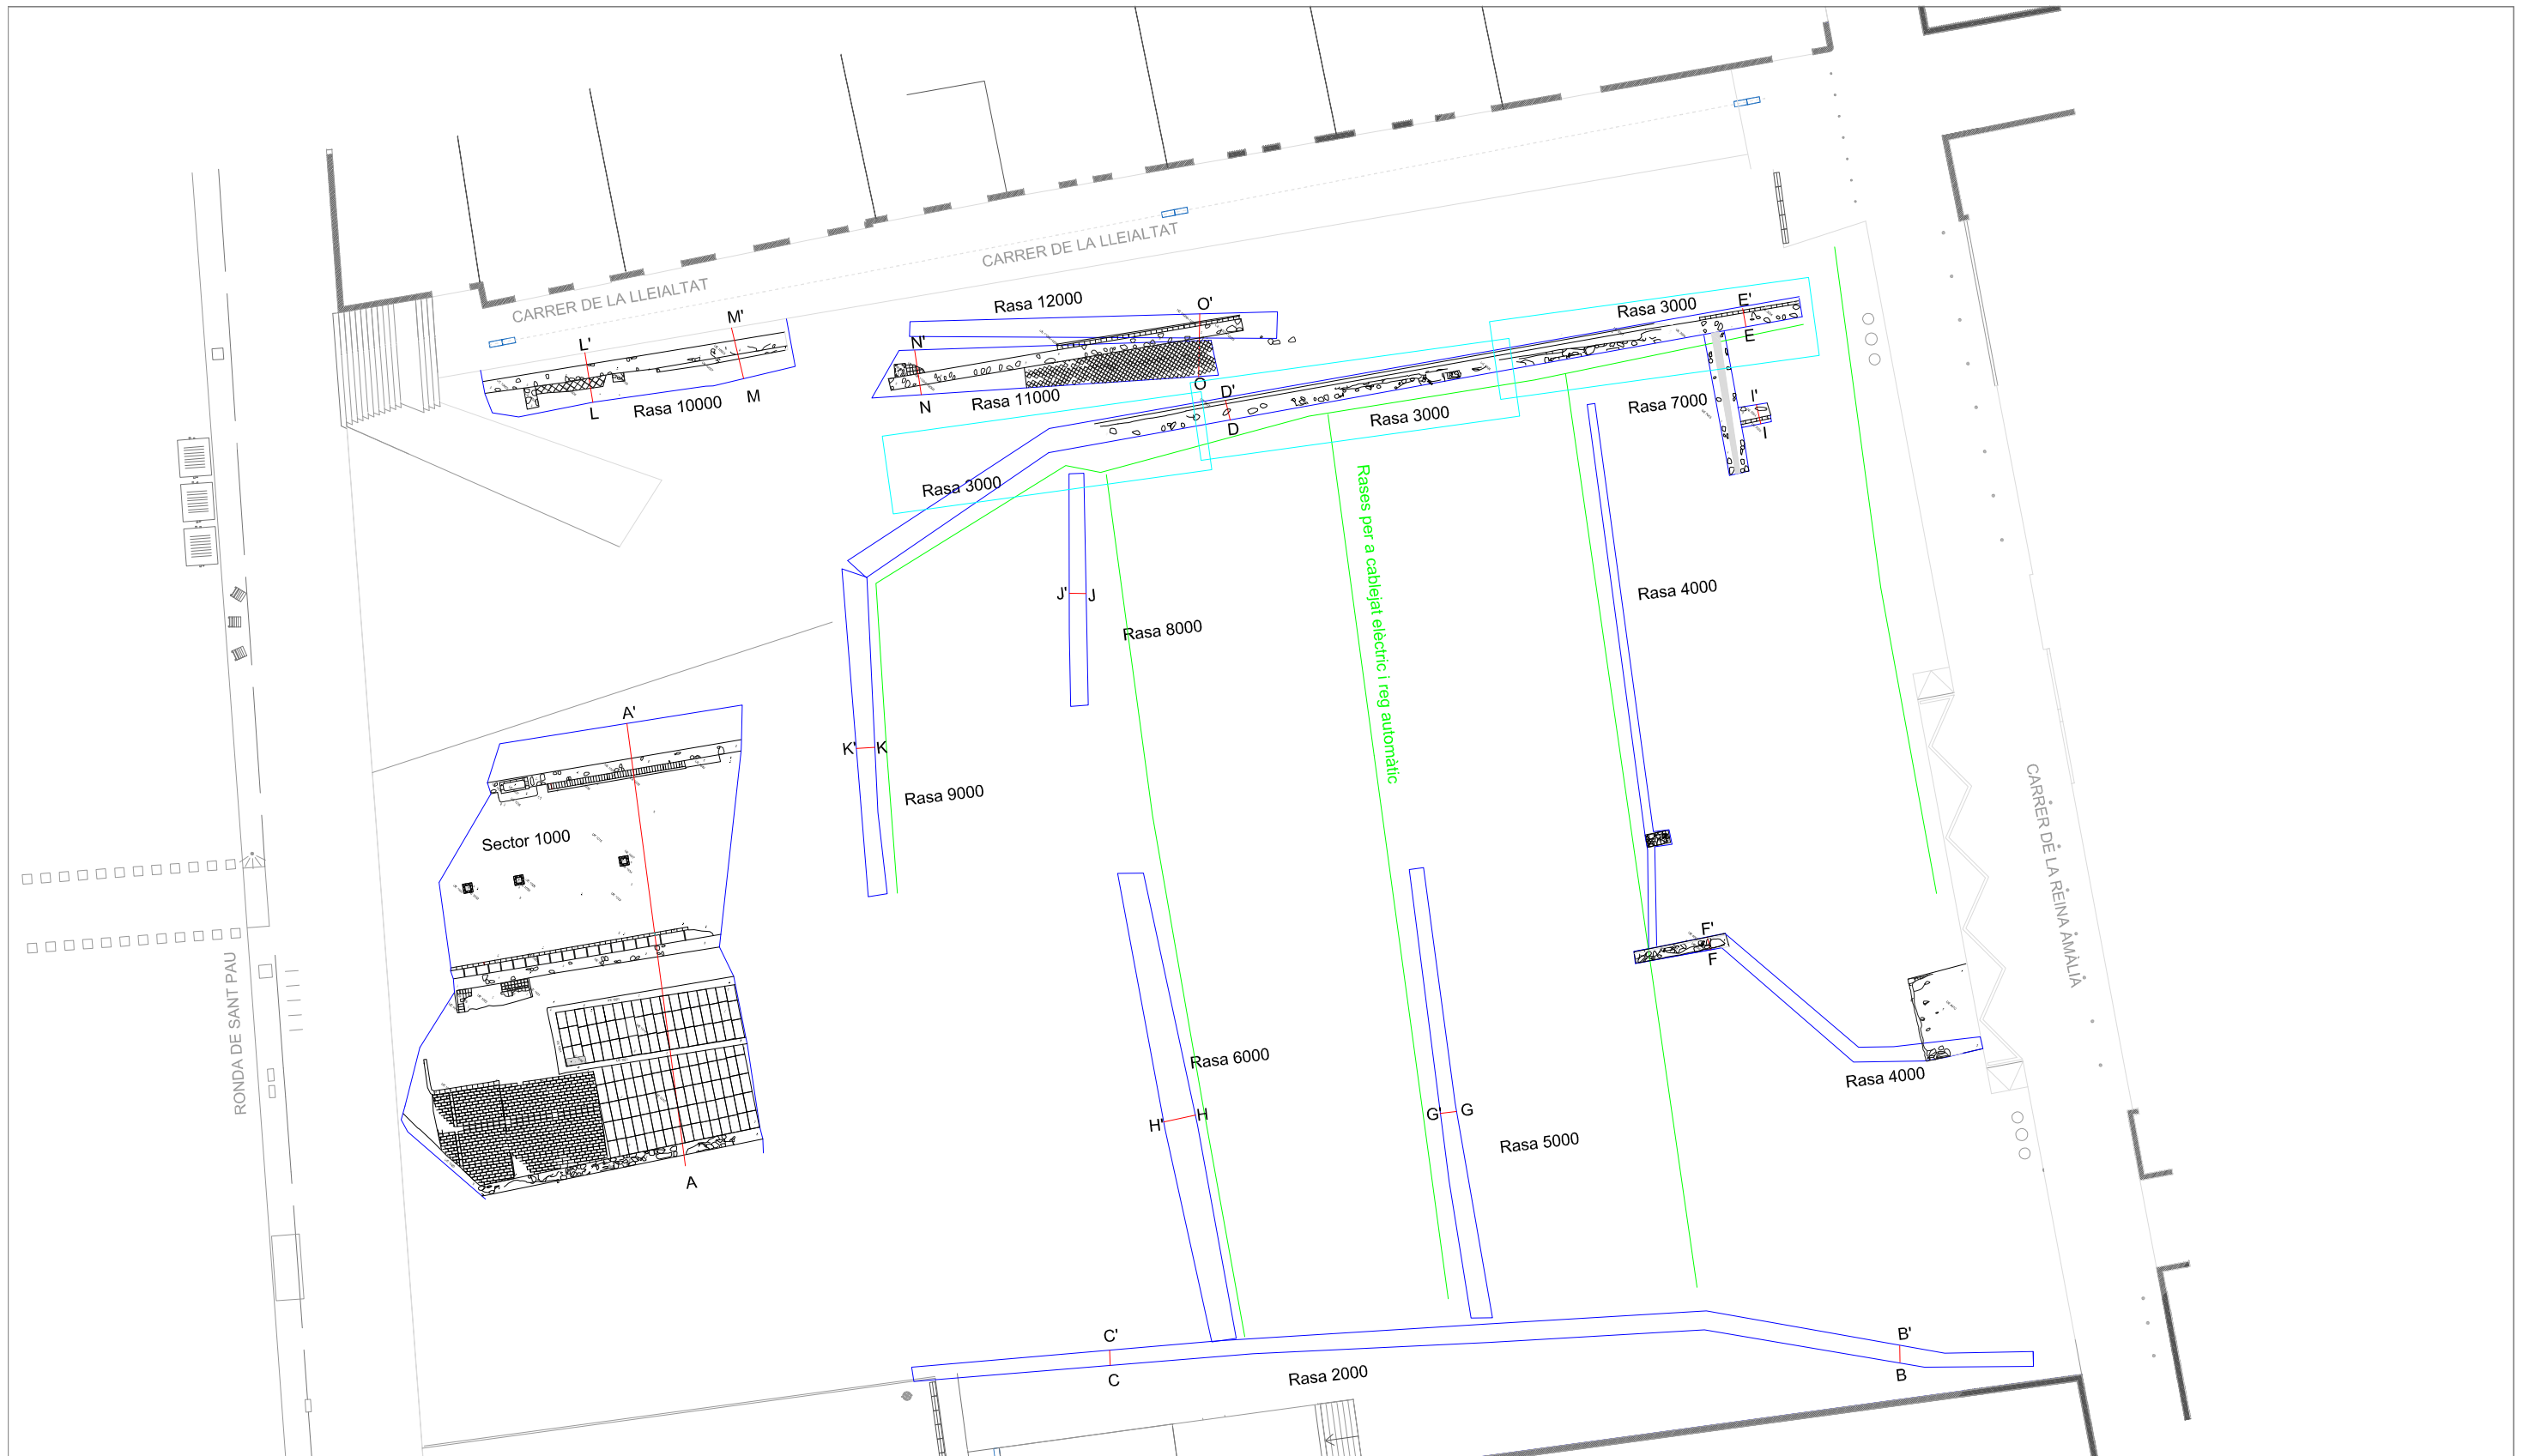 CARRER DE LA LLEIALTAT
CARRER DE LA LLEIALTAT
Rasa 12000
O'
Rasa 3000
E'
M'
L'
N'
E
O
D'
Rasa 7000
I'
I
M
L
Rasa 10000
N
Rasa 11000
D
Rasa 3000
Rasa 3000
Rases per a cablejat elèctric i reg automàtic
J'
J
Rasa 4000
Rasa 8000
A'
K'
K
Rasa 9000
Sector 1000
CARRER DE LA REINA AMÀLIA
F'
F
RONDA DE SANT PAU
Rasa 6000
Rasa 4000
H'
H
G'
G
Rasa 5000
A
C'
C
B'
B
Rasa 2000